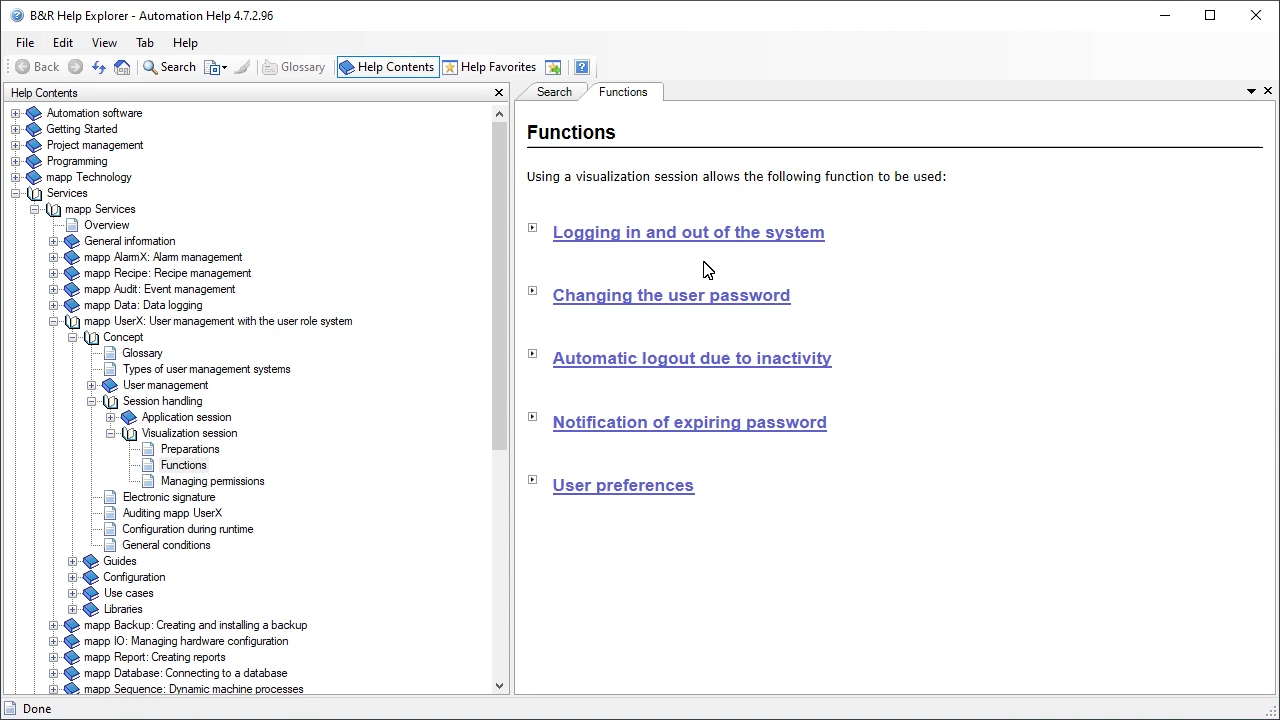 B&R Help Explorer - Automation Help 4.7.2.96
File Edit View Tab Help
Back Search Glossary Help Contents Help Favorites
Help Contents
Automation software
Getting Started
Project management
Programming
mapp Technology
Services
mapp Services
Overview
General information
mapp AlarmX: Alarm management
mapp Recipe: Recipe management
mapp Audit: Event management
mapp Data: Data logging
mapp UserX: User management with the user role system
Concept
Glossary
Types of user management systems
User management
Session handling
Application session
Visualization session
Preparations
Functions
Managing permissions
Electronic signature
Auditing mapp UserX
Configuration during runtime
General conditions
Guides
Configuration
Use cases
Libraries
mapp Backup: Creating and installing a backup
mapp IO: Managing hardware configuration
mapp Report: Creating reports
mapp Database: Connecting to a database
mapp Sequence: Dynamic machine processes
Search Functions
Functions
Using a visualization session allows the following function to be used:
Logging in and out of the system
Changing the user password
Automatic logout due to inactivity
Notification of expiring password
User preferences
Done